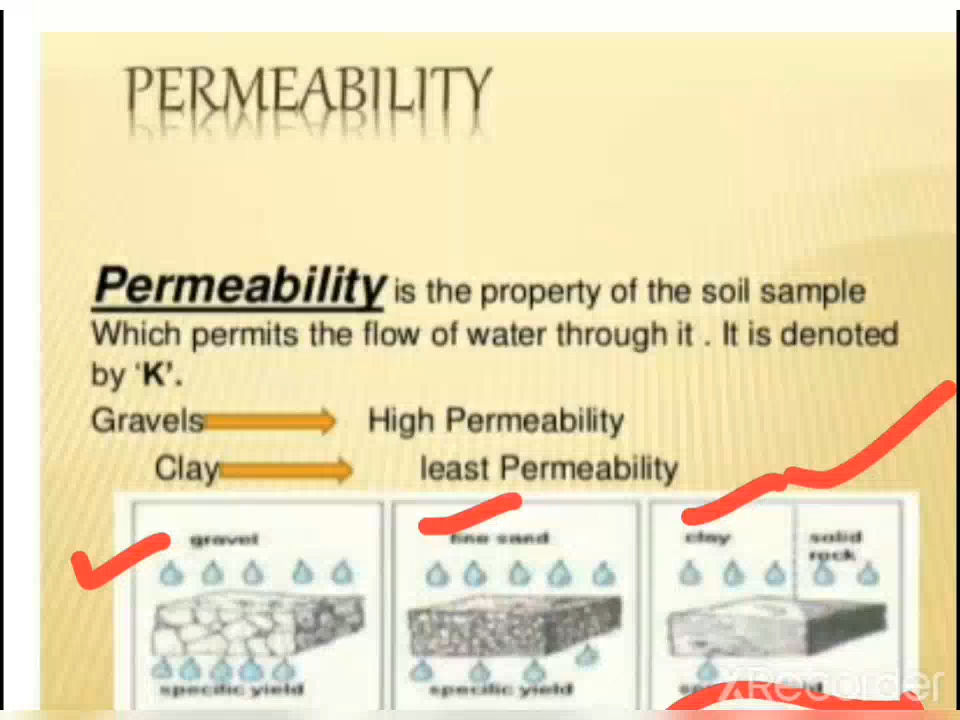 PERMEABILITY
Permeability is the property of the soil sample
Which permits the flow of water through it . It is denoted
by ‘K’.
Gravels High Permeability
Clay least Permeability
gravel
fine sand
clay
solid
rock
specific yield
specific yield
XRecorder